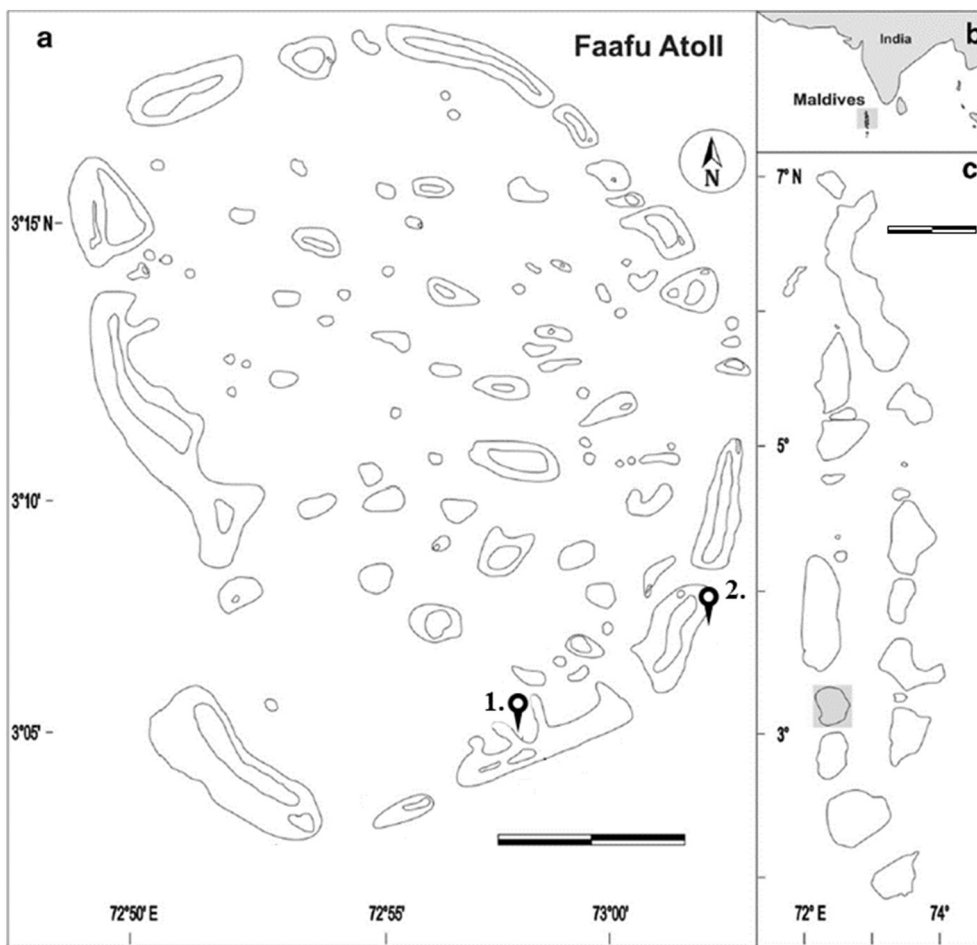 a
Faafu Atoll
N
3°15' N
3°10'
3°05'
1.
2.
72°50' E
72°55'
73°00'
b
India
Maldives
c
7° N
5°
3°
72° E
74°